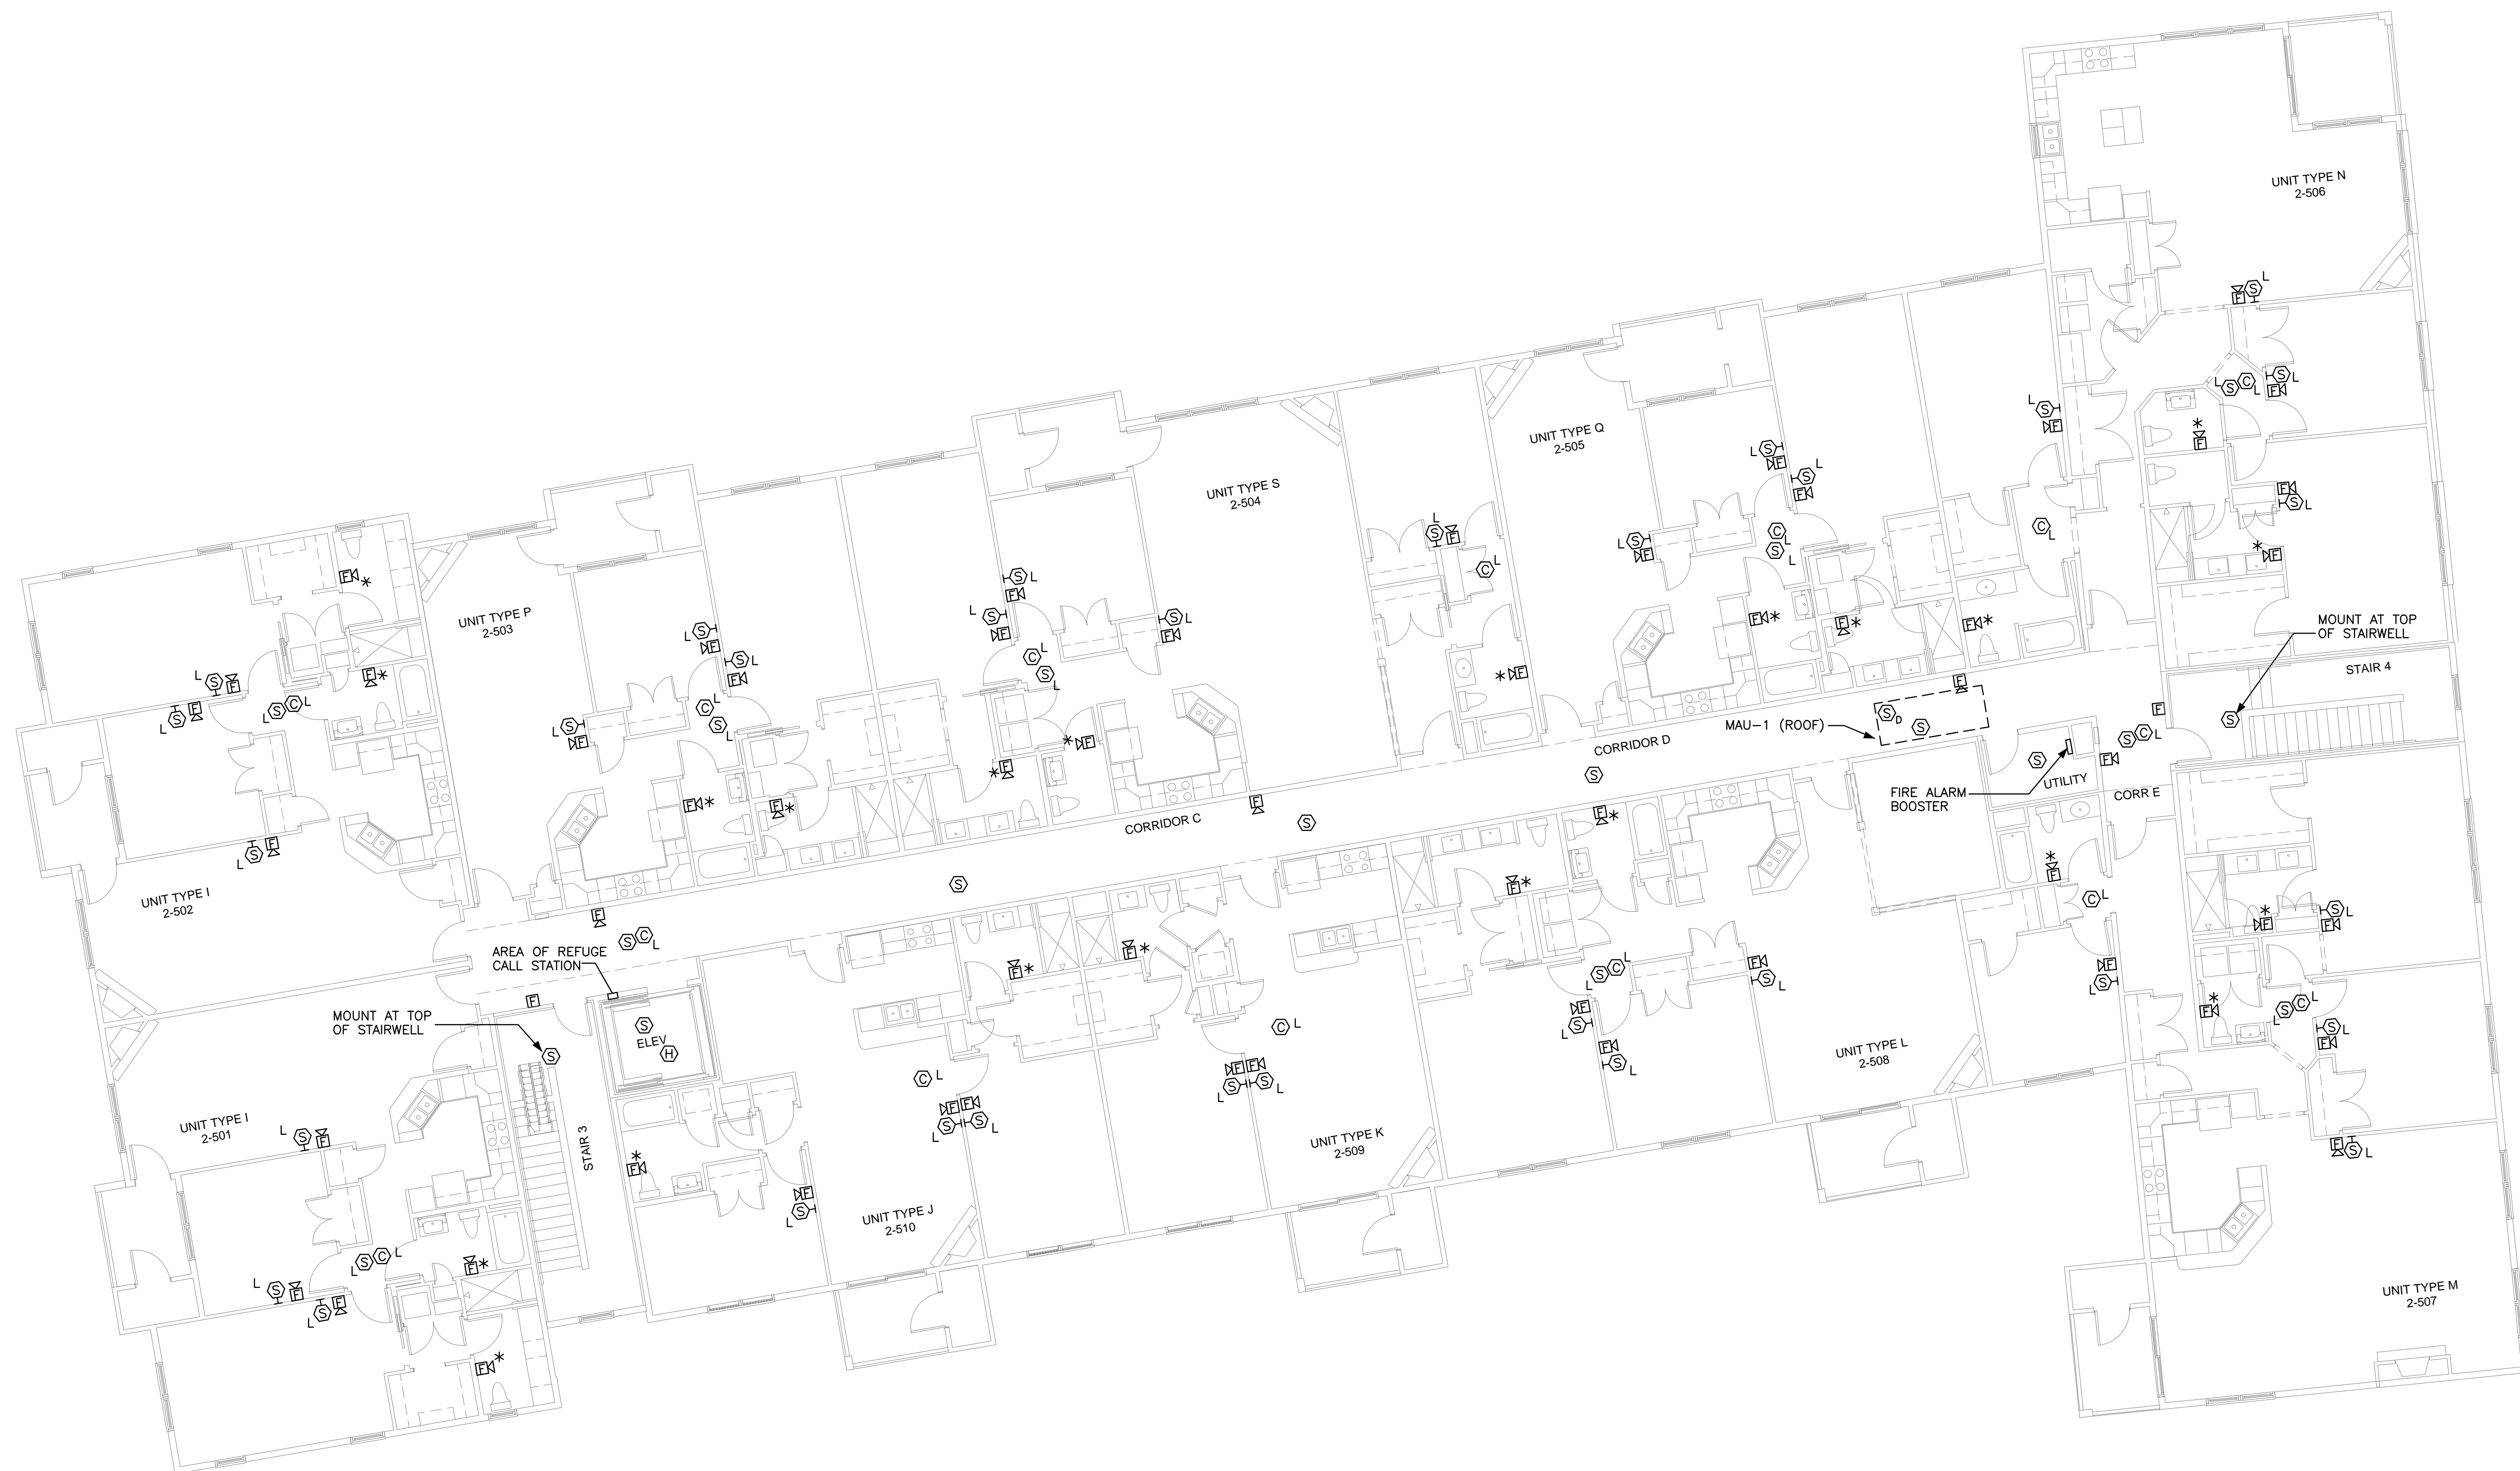 UNIT TYPE N
2-506
UNIT TYPE Q
2-505
UNIT TYPE S
2-504
UNIT TYPE P
2-503
MOUNT AT TOP
OF STAIRWELL
STAIR 4
MAU-1 (ROOF)
CORRIDOR D
UTILITY
FIRE ALARM
BOOSTER
CORR E
CORRIDOR C
UNIT TYPE I
2-502
AREA OF REFUGE
CALL STATION
MOUNT AT TOP
OF STAIRWELL
ELEV
UNIT TYPE L
2-508
UNIT TYPE I
2-501
STAIR 3
UNIT TYPE K
2-509
UNIT TYPE J
2-510
UNIT TYPE M
2-507